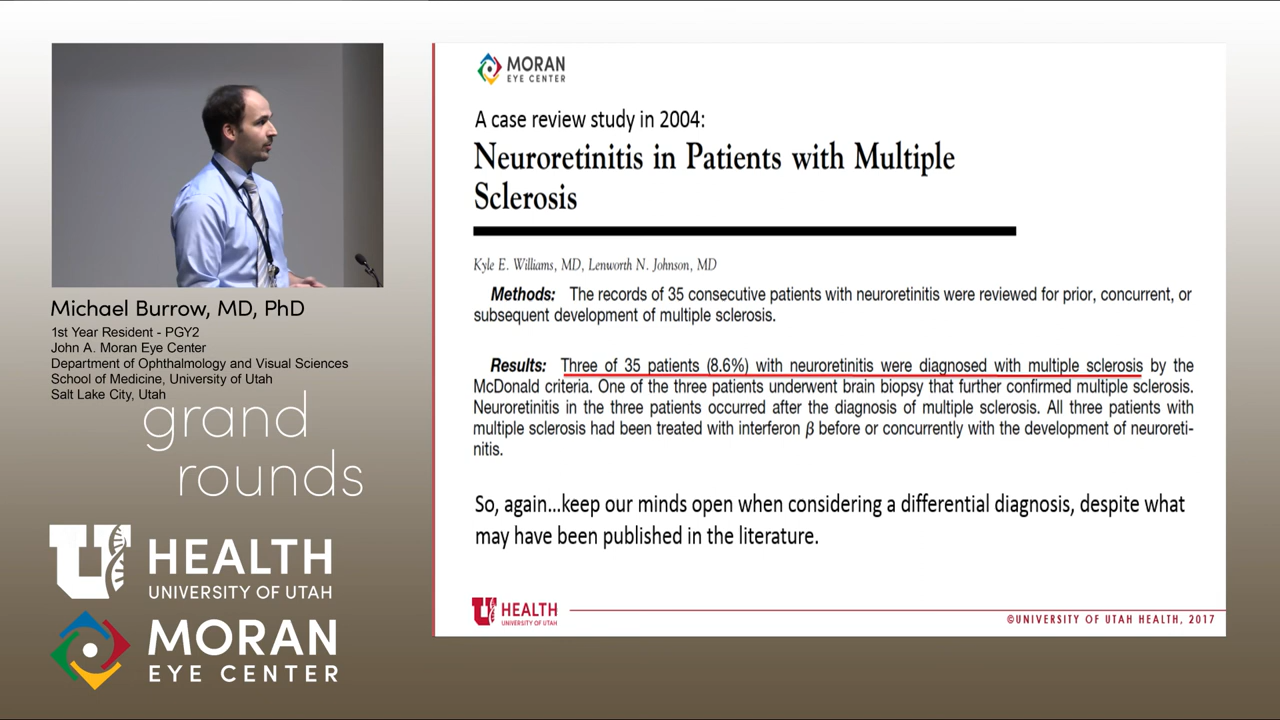 Michael Burrow, MD, PhD
1st Year Resident - PGY2
John A. Moran Eye Center
Department of Ophthalmology and Visual Sciences
School of Medicine, University of Utah
Salt Lake City, Utah
grand
rounds
U HEALTH
UNIVERSITY OF UTAH
MORAN
EYE CENTER
MORAN
EYE CENTER
A case review study in 2004:
Neuroretinitis in Patients with Multiple
Sclerosis
Kyle E. Williams, MD, Lenworth N. Johnson, MD
Methods: The records of 35 consecutive patients with neuroretinitis were reviewed for prior, concurrent, or
subsequent development of multiple sclerosis.
Results: Three of 35 patients (8.6%) with neuroretinitis were diagnosed with multiple sclerosis by the
McDonald criteria. One of the three patients underwent brain biopsy that further confirmed multiple sclerosis.
Neuroretinitis in the three patients occurred after the diagnosis of multiple sclerosis. All three patients with
multiple sclerosis had been treated with interferon β before or concurrently with the development of neuroreti-
nitis.
So, again...keep our minds open when considering a differential diagnosis, despite what
may have been published in the literature.
U HEALTH
UNIVERSITY OF UTAH
©UNIVERSITY OF UTAH HEALTH, 2017